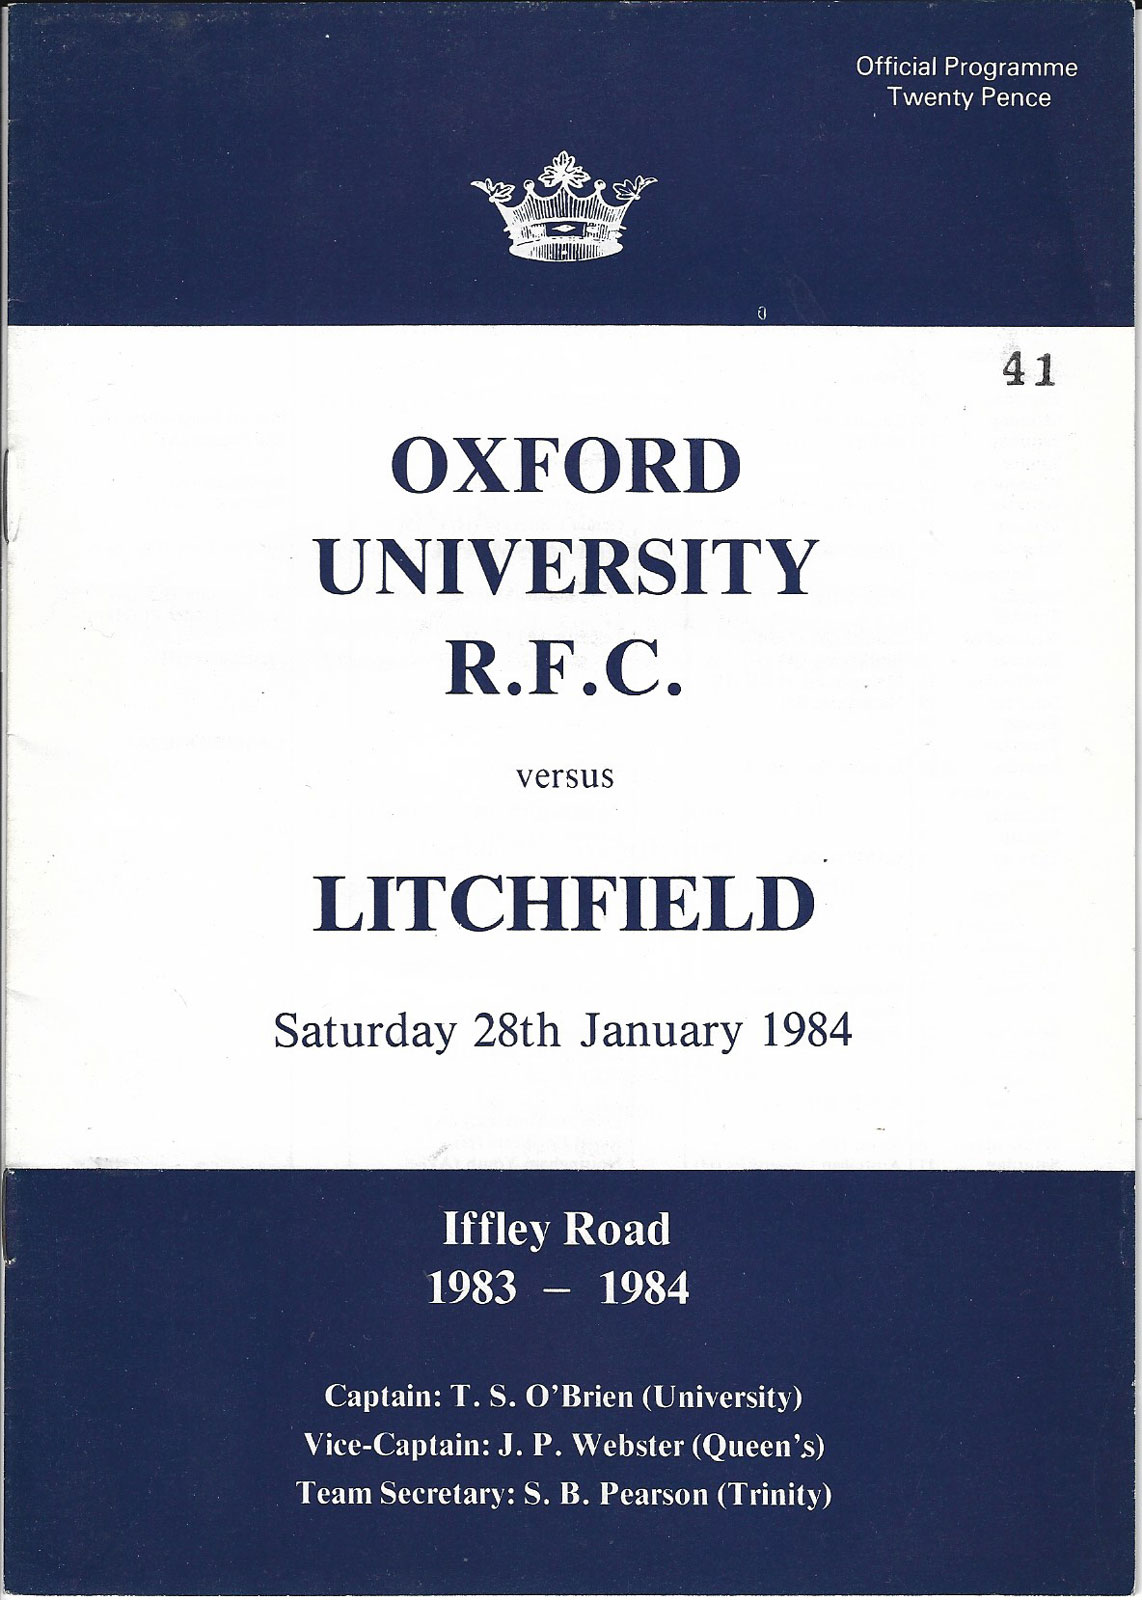 Official Programme
Twenty Pence
41
OXFORD
UNIVERSITY
R.F.C.
versus
LITCHFIELD
Saturday 28th January 1984
Iffley Road
1983 – 1984
Captain: T. S. O'Brien (University)
Vice-Captain: J. P. Webster (Queen's)
Team Secretary: S. B. Pearson (Trinity)